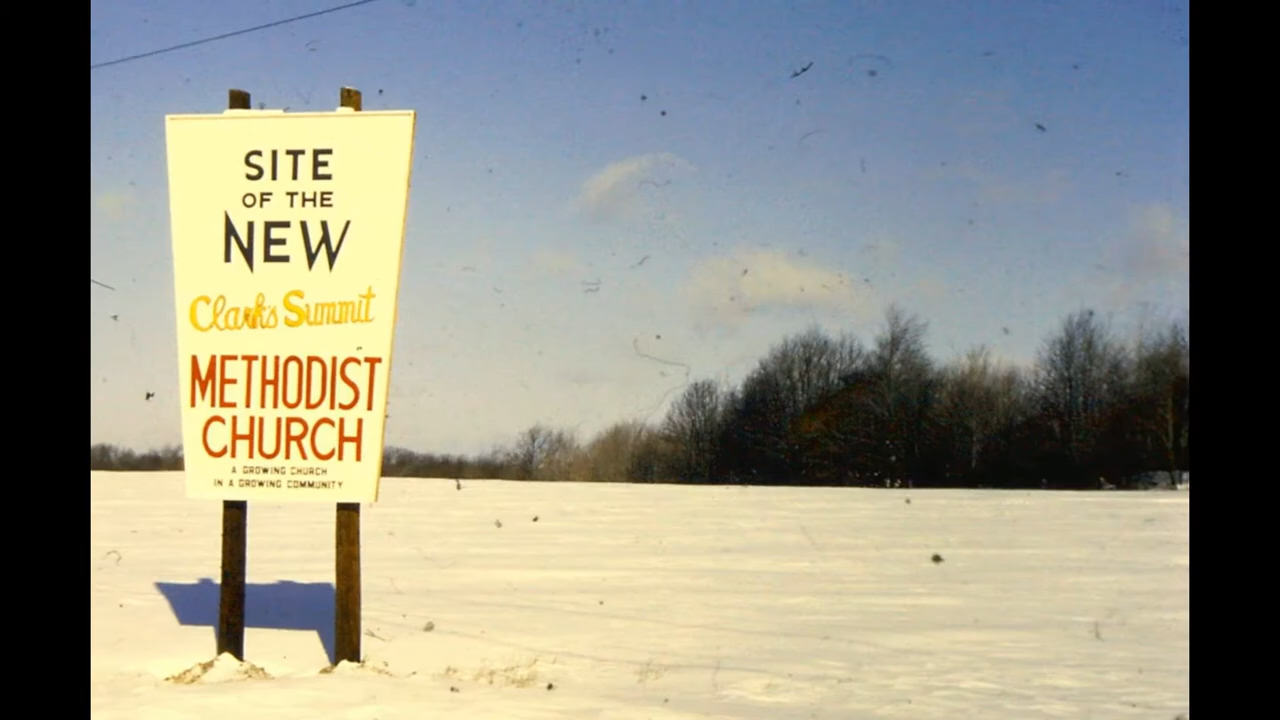 SITE
OF THE
NEW
Clark's Summit
METHODIST
CHURCH
A GROWING CHURCH
IN A GROWING COMMUNITY